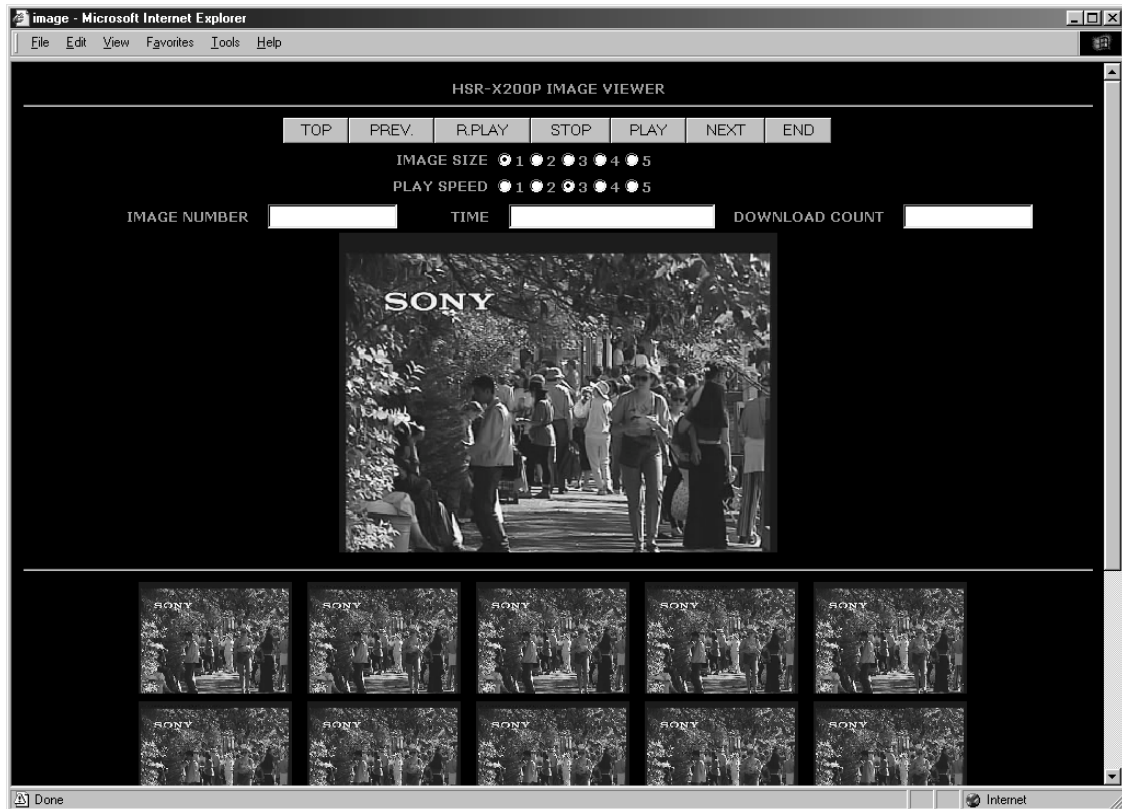 image - Microsoft Internet Explorer
File Edit View Favorites Tools Help
HSR-X200P IMAGE VIEWER
TOP PREV. R.PLAY STOP PLAY NEXT END
IMAGE SIZE 1 2 3 4 5
PLAY SPEED 1 2 3 4 5
IMAGE NUMBER TIME DOWNLOAD COUNT
SONY
SONY SONY SONY SONY SONY
SONY SONY SONY SONY SONY
Done Internet